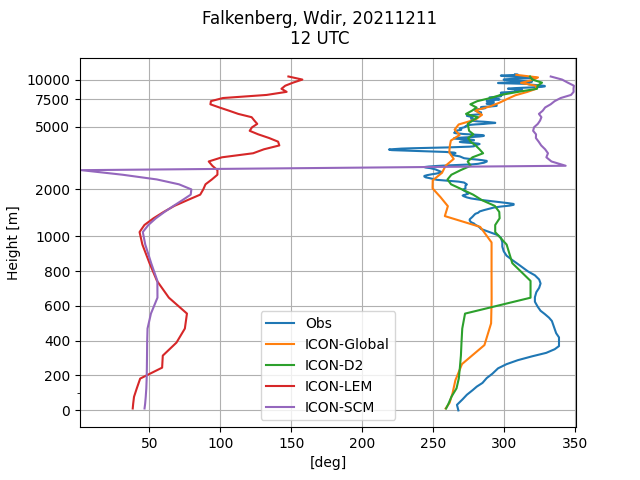 Falkenberg, Wdir, 20211211
12 UTC
Height [m]
10000
7500
5000
2000
1000
800
600
400
200
0
Obs
ICON-Global
ICON-D2
ICON-LEM
ICON-SCM
50 100 150 200 250 300 350
[deg]